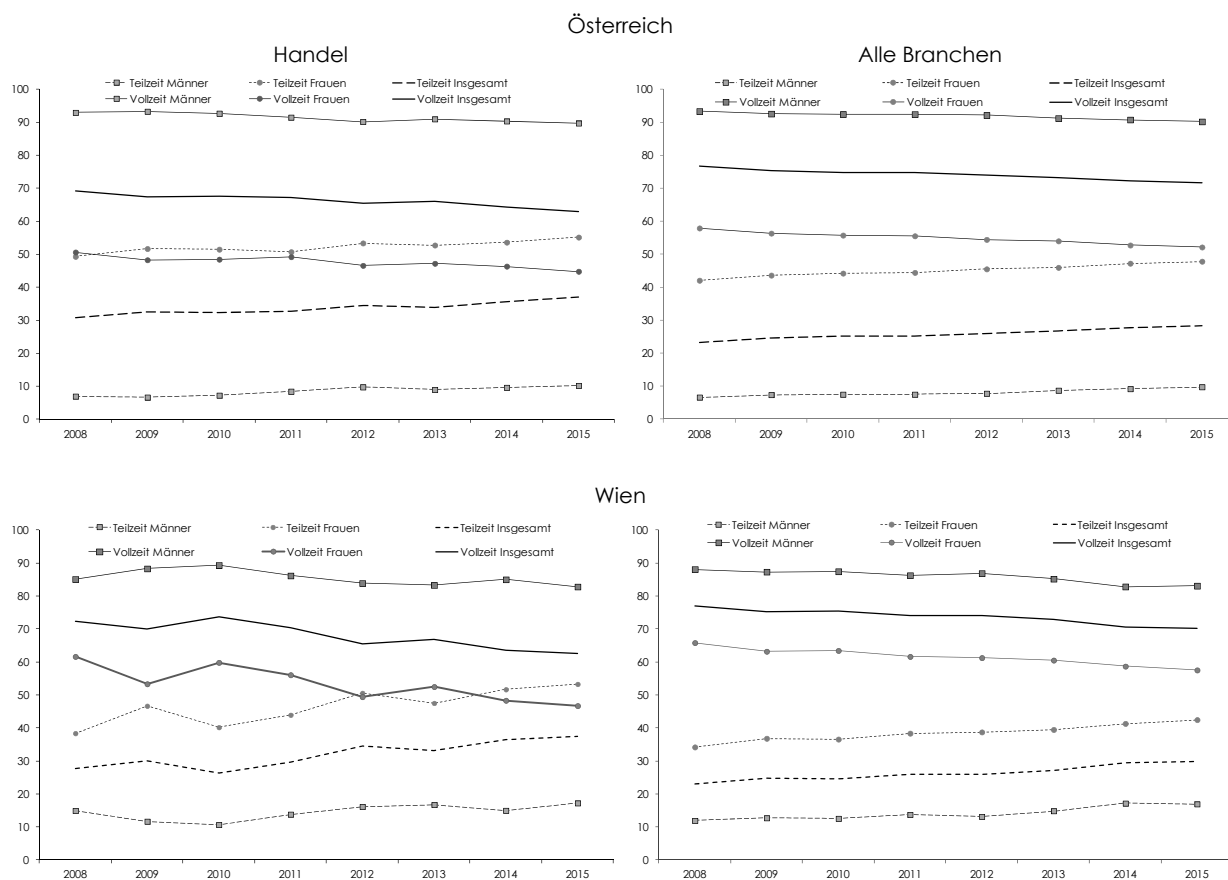 Österreich
Handel
Teilzeit Männer Teilzeit Frauen Teilzeit Insgesamt
Vollzeit Männer Vollzeit Frauen Vollzeit Insgesamt
100
90
80
70
60
50
40
30
20
10
0
2008 2009 2010 2011 2012 2013 2014 2015
Alle Branchen
Teilzeit Männer Teilzeit Frauen Teilzeit Insgesamt
Vollzeit Männer Vollzeit Frauen Vollzeit Insgesamt
100
90
80
70
60
50
40
30
20
10
0
2008 2009 2010 2011 2012 2013 2014 2015
Wien
Teilzeit Männer Teilzeit Frauen Teilzeit Insgesamt
Vollzeit Männer Vollzeit Frauen Vollzeit Insgesamt
100
90
80
70
60
50
40
30
20
10
0
2008 2009 2010 2011 2012 2013 2014 2015
Teilzeit Männer Teilzeit Frauen Teilzeit Insgesamt
Vollzeit Männer Vollzeit Frauen Vollzeit Insgesamt
100
90
80
70
60
50
40
30
20
10
0
2008 2009 2010 2011 2012 2013 2014 2015